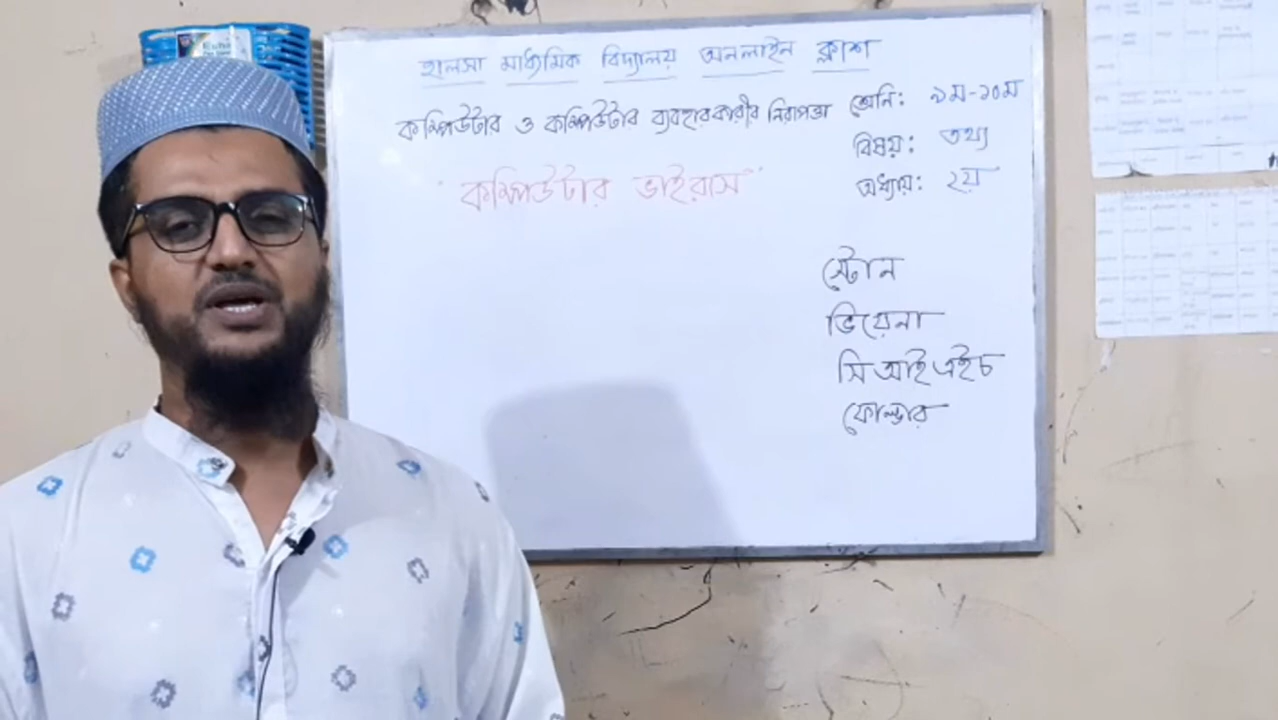 হালসা মাধ্যমিক বিদ্যালয় অনলাইন ক্লাশ
কম্পিউটার ও কম্পিউটার ব্যবহারকারীর নিরাপত্তা
শ্রেনি: ৯ম-১০ম
বিষয়: তথ্য
অধ্যায়: ২য়
"কম্পিউটার ভাইরাস"
স্টোন
ভিয়েনা
সিআইএইচ
ফোল্ডার